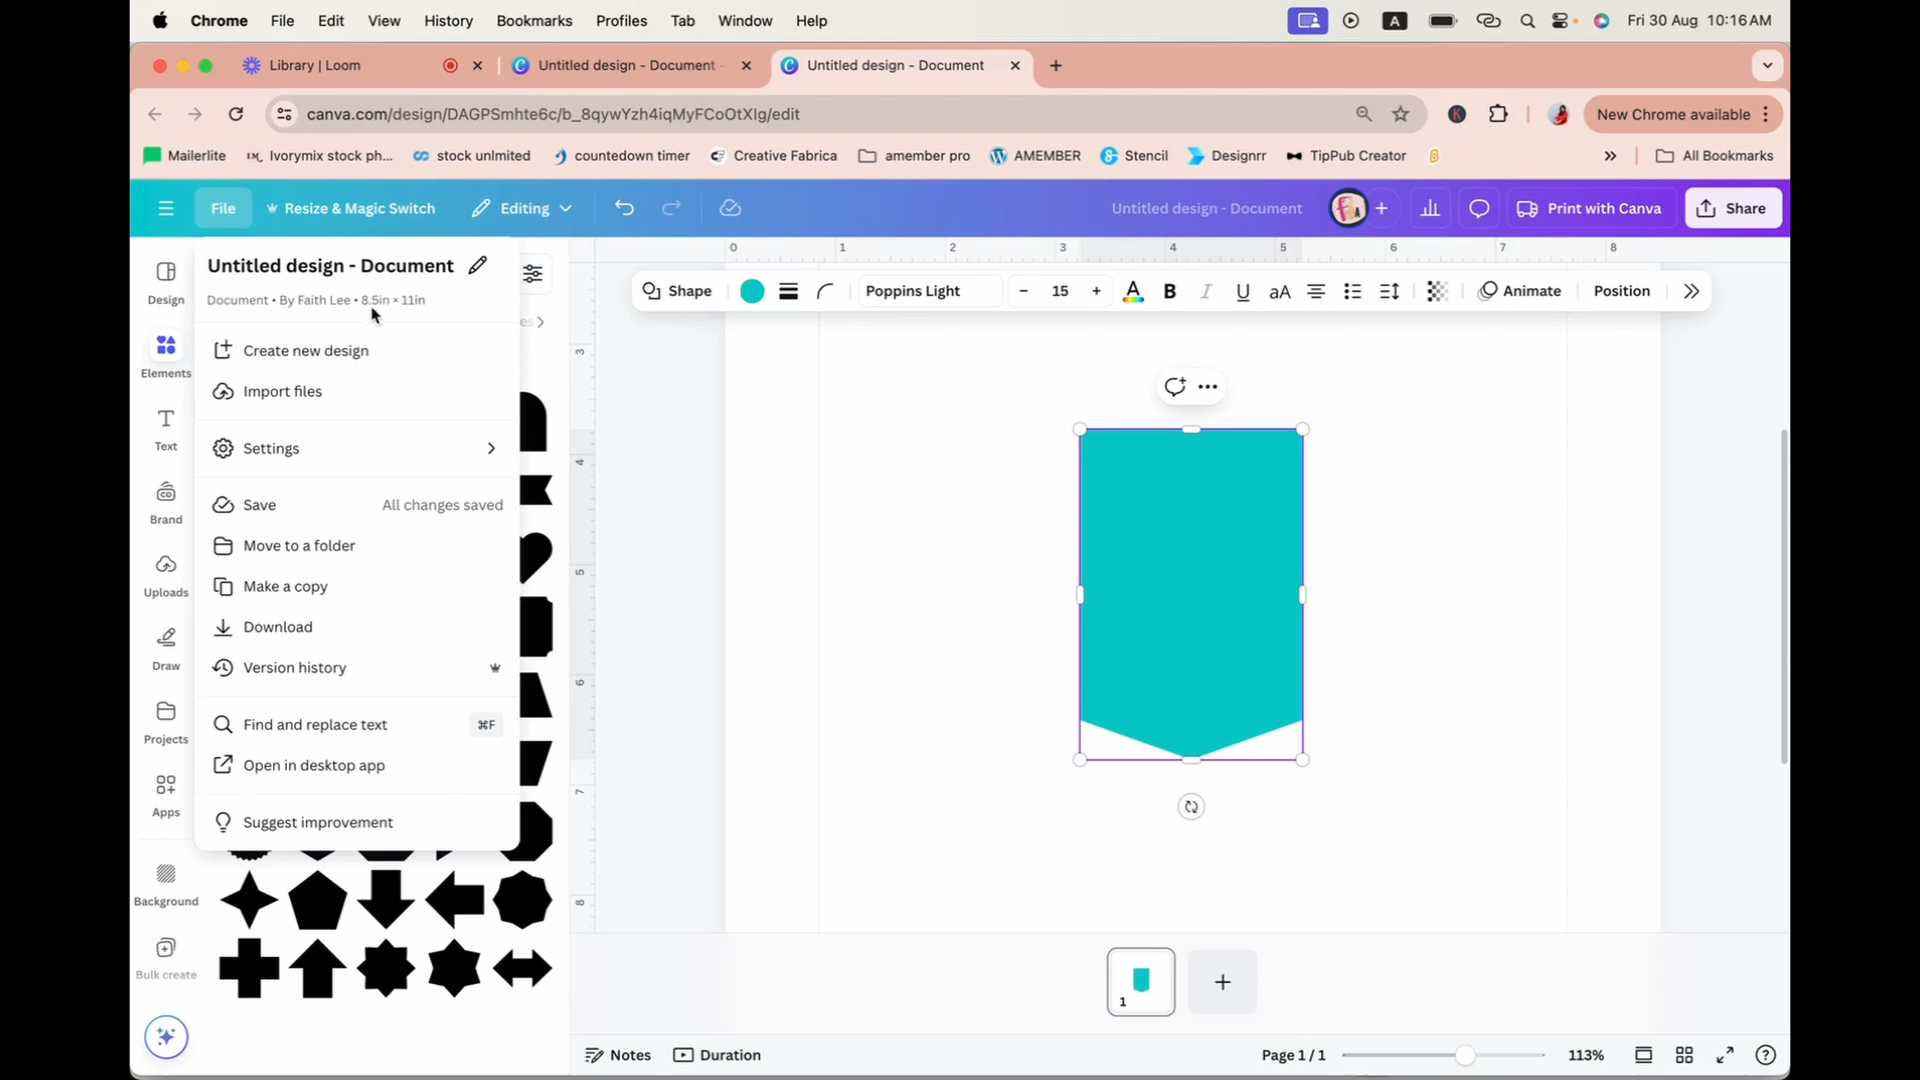 Chrome File Edit View History Bookmarks Profiles Tab Window Help A Fri 30 Aug 10:16 AM
Library | Loom Untitled design - Document - Untitled design - Document
canva.com/design/DAGPSmhte6c/b_8qywYzh4iqMyFCoOtXIg/edit K New Chrome available
Mailerlite Ivorymix stock ph... stock unlmited countedown timer Creative Fabrica amember pro AMEMBER Stencil Designrr TipPub Creator All Bookmarks
File Resize & Magic Switch Editing Untitled design - Document Print with Canva Share
0 1 2 3 4 5 6 7 8
Untitled design - Document
Document • By Faith Lee • 8.5in × 11in
Shape Poppins Light − 15 + A B I U aA Animate Position
Design
Elements
Text
Brand
Uploads
Draw
Projects
Apps
Background
Bulk create
Create new design
Import files
Settings
Save All changes saved
Move to a folder
Make a copy
Download
Version history
Find and replace text ⌘F
Open in desktop app
Suggest improvement
3
4
5
6
7
8
1
Notes Duration Page 1 / 1 113%